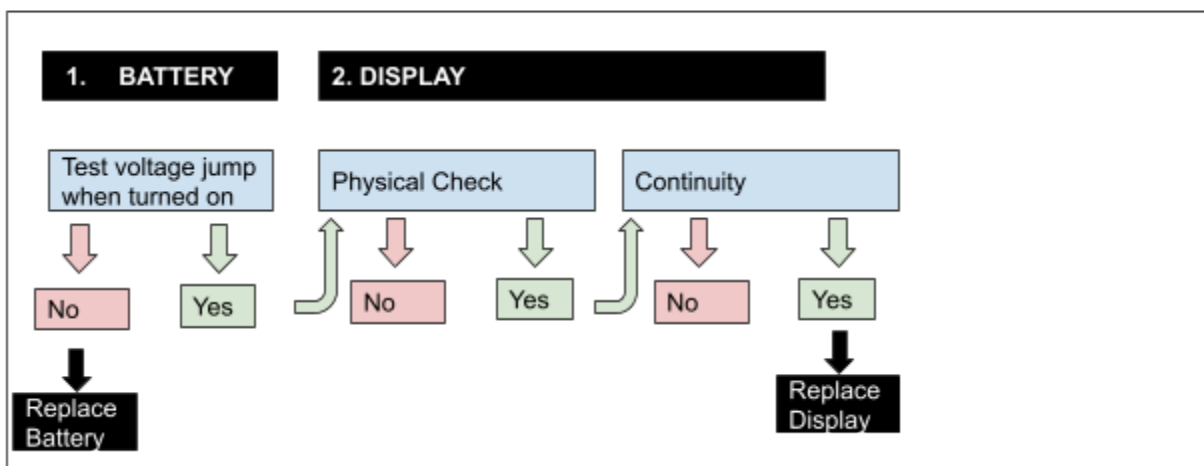 1. BATTERY
2. DISPLAY
Test voltage jump
when turned on
Physical Check
Continuity
No
Yes
No
Yes
No
Yes
Replace
Battery
Replace
Display